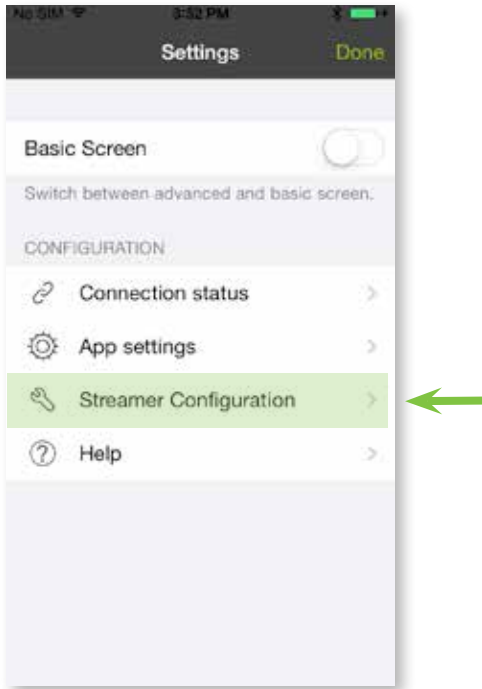 No SIM 3:52 PM
Settings Done
Basic Screen
Switch between advanced and basic screen.
CONFIGURATION
Connection status
App settings
Streamer Configuration
? Help